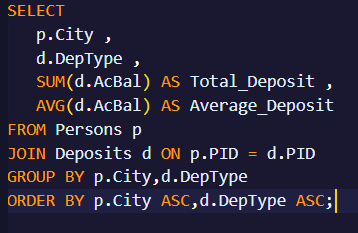 SELECT
p.City ,
d.DepType ,
SUM(d.AcBal) AS Total_Deposit ,
AVG(d.AcBal) AS Average_Deposit
FROM Persons p
JOIN Deposits d ON p.PID = d.PID
GROUP BY p.City,d.DepType
ORDER BY p.City ASC,d.DepType ASC;